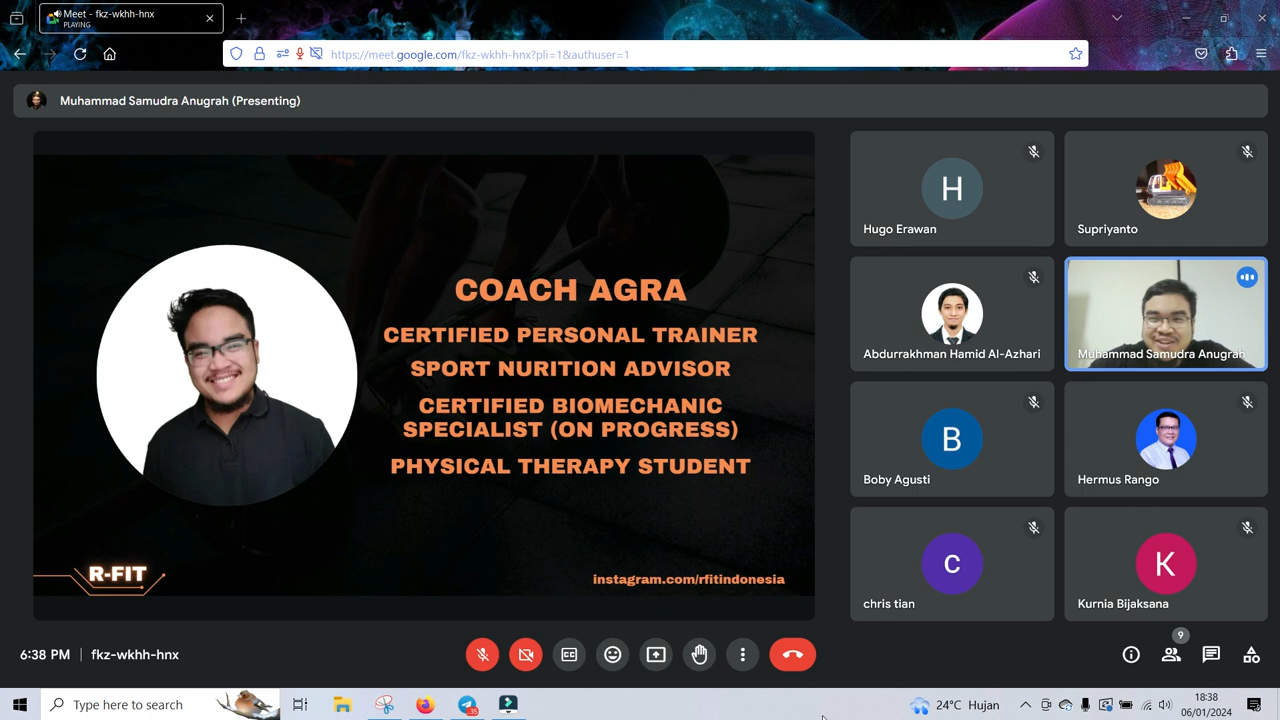 Meet - fkz-wkhh-hnx
PLAYING
https://meet.google.com/fkz-wkhh-hnx?pli=1&authuser=1
Muhammad Samudra Anugrah (Presenting)
COACH AGRA
CERTIFIED PERSONAL TRAINER
SPORT NURITION ADVISOR
CERTIFIED BIOMECHANIC
SPECIALIST (ON PROGRESS)
PHYSICAL THERAPY STUDENT
R-FIT
instagram.com/rfitindonesia
H
Hugo Erawan
Supriyanto
Abdurrakhman Hamid Al-Azhari
Muhammad Samudra Anugrah
B
Boby Agusti
Hermus Rango
c
chris tian
K
Kurnia Bijaksana
6:38 PM | fkz-wkhh-hnx
9
Type here to search
35
24°C Hujan
18:38
06/01/2024